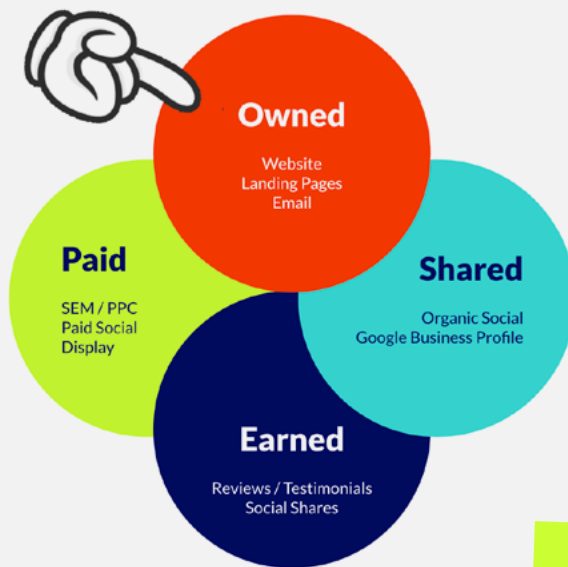 Owned
Website
Landing Pages
Email
Paid
SEM / PPC
Paid Social
Display
Shared
Organic Social
Google Business Profile
Earned
Reviews / Testimonials
Social Shares